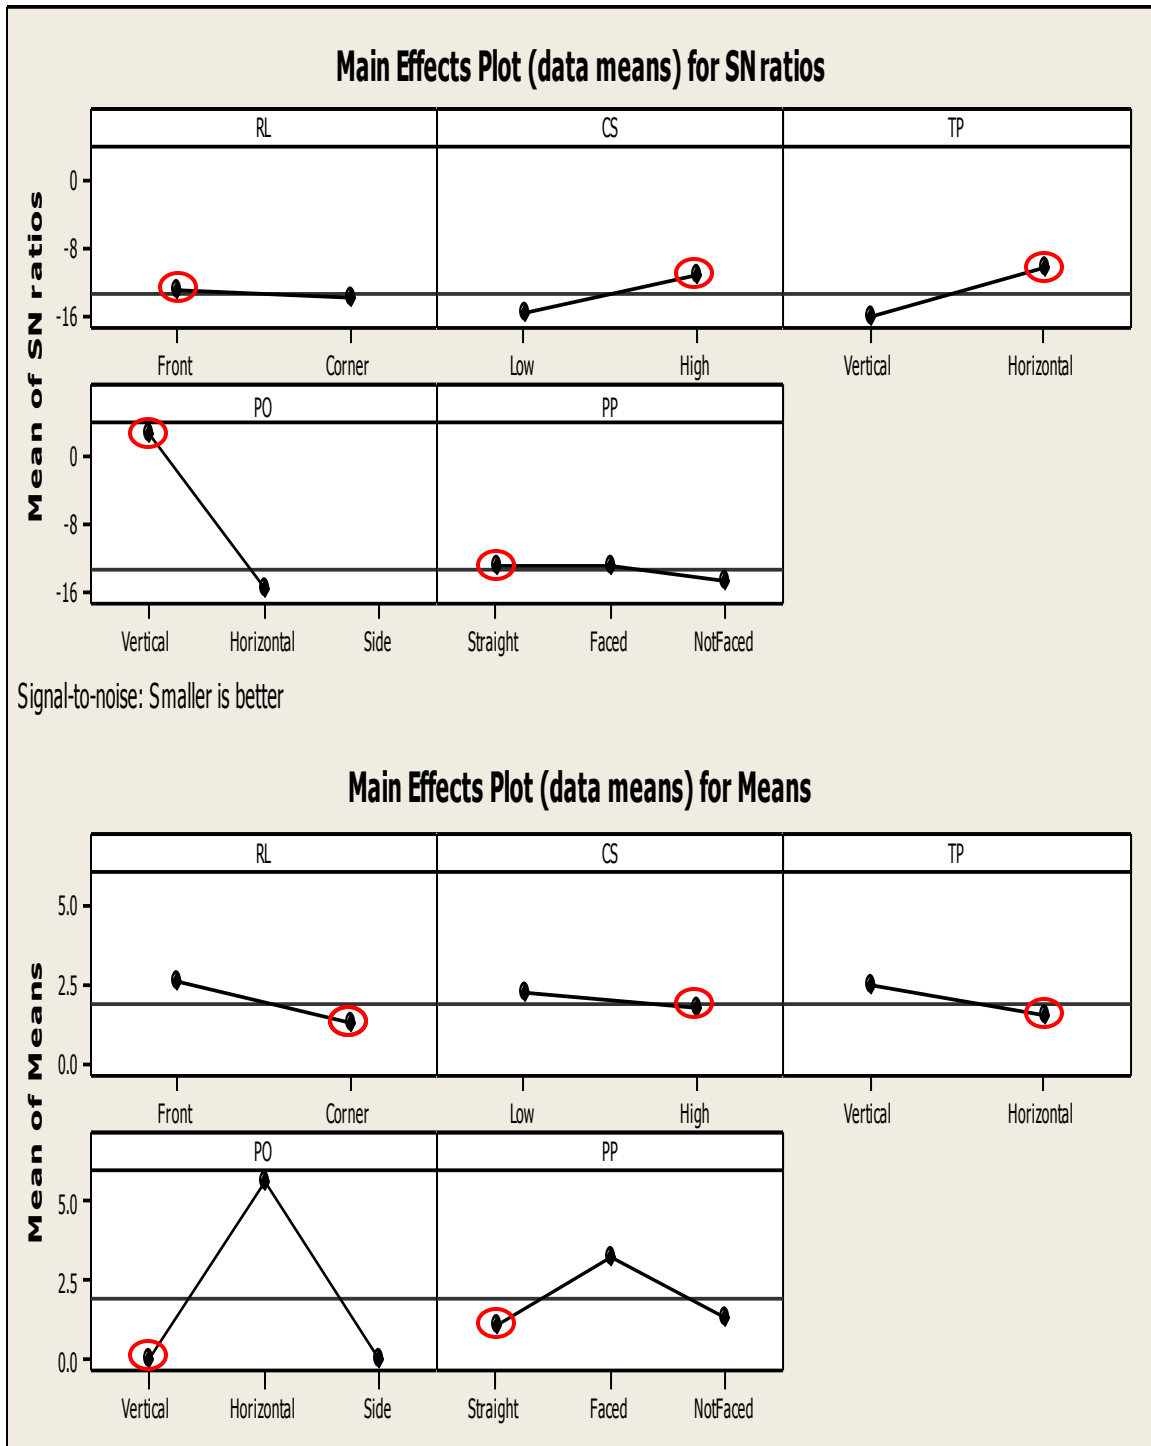 Main Effects Plot (data means) for SN ratios
Mean of SN ratios
RL CS TP
0
-8
-16
Front Corner Low High Vertical Horizontal
PO PP
0
-8
-16
Vertical Horizontal Side Straight Faced NotFaced
Signal-to-noise: Smaller is better
Main Effects Plot (data means) for Means
Mean of Means
RL CS TP
5.0
2.5
0.0
Front Corner Low High Vertical Horizontal
PO PP
5.0
2.5
0.0
Vertical Horizontal Side Straight Faced NotFaced